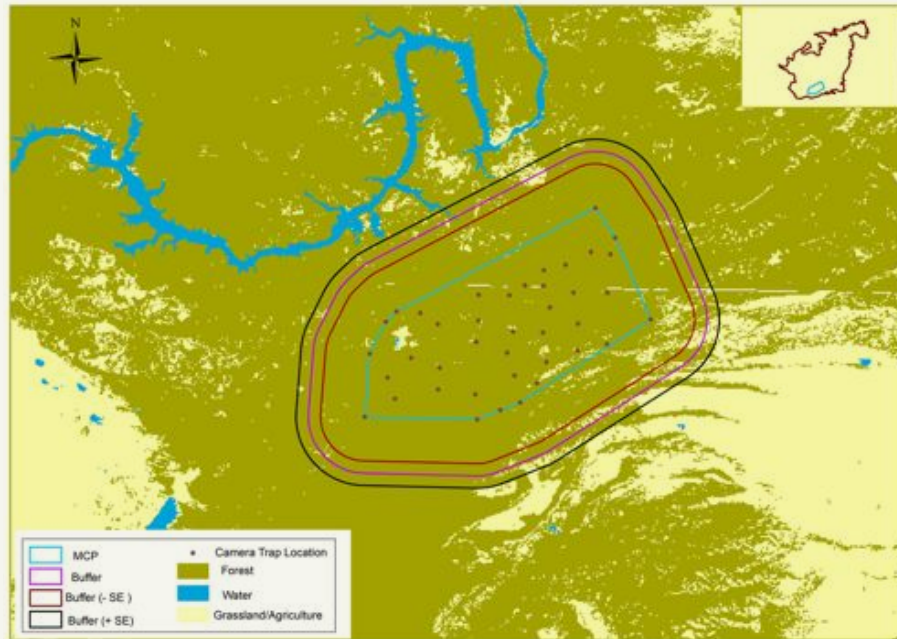 N
MCP
Buffer
Buffer (- SE )
Buffer (+ SE)
Camera Trap Location
Forest
Water
Grassland/Agriculture